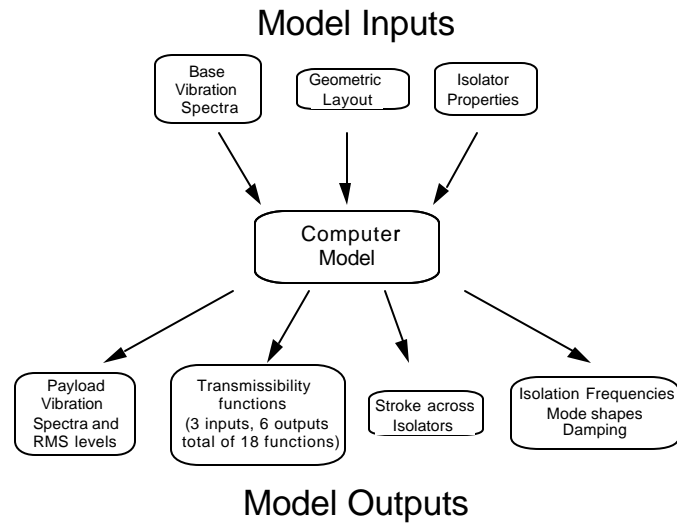 Model Inputs
Base
Vibration
Spectra
Geometric
Layout
Isolator
Properties
Computer
Model
Payload
Vibration
Spectra and
RMS levels
Transmissibility
functions
(3 inputs, 6 outputs
total of 18 functions)
Stroke across
Isolators
Isolation Frequencies
Mode shapes
Damping
Model Outputs